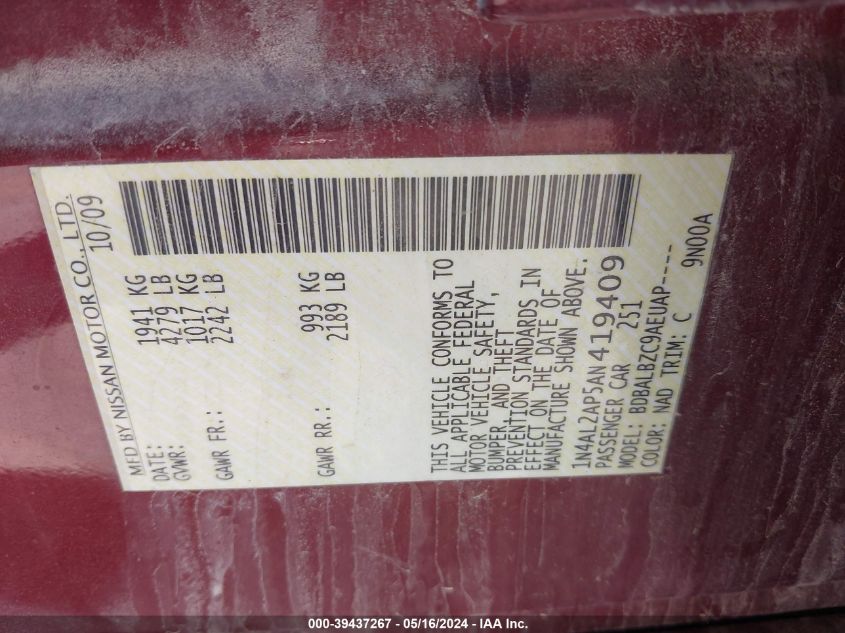 MFD BY NISSAN MOTOR CO., LTD.
DATE: 10/09
GVWR: 1941 KG
4279 LB
GAWR FR.: 1017 KG
2242 LB
GAWR RR.: 993 KG
2189 LB
THIS VEHICLE CONFORMS TO
ALL APPLICABLE FEDERAL
MOTOR VEHICLE SAFETY,
BUMPER, AND THEFT
PREVENTION STANDARDS IN
EFFECT ON THE DATE OF
MANUFACTURE SHOWN ABOVE.
1N4AL2AP5AN419409
PASSENGER CAR 251
MODEL: BDBALBZC9AEUAP----
COLOR: NAD TRIM: C 9N00A
000-39437267 - 05/16/2024 - IAA Inc.